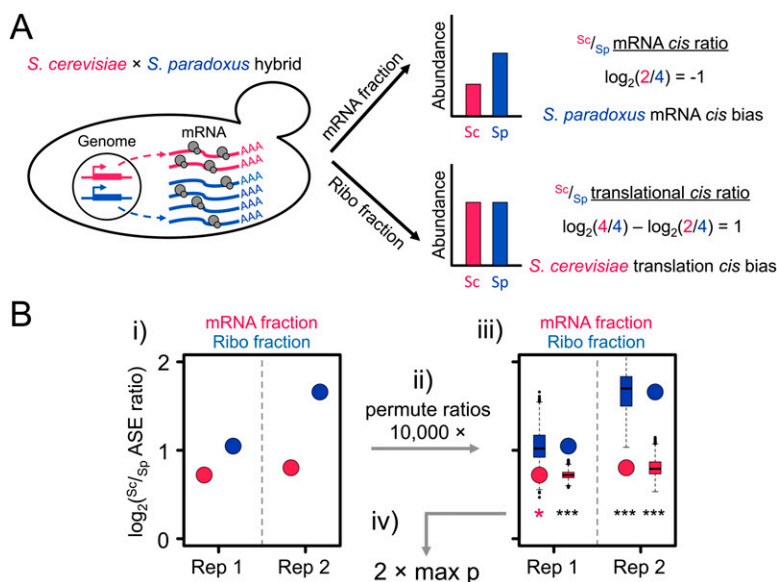 A
S. cerevisiae × S. paradoxus hybrid
Genome
mRNA
AAA
AAA
AAA
AAA
AAA
AAA
mRNA fraction
Ribo fraction
Abundance
Sc Sp
Sc/Sp mRNA cis ratio
log2(2/4) = -1
S. paradoxus mRNA cis bias
Abundance
Sc Sp
Sc/Sp translational cis ratio
log2(4/4) – log2(2/4) = 1
S. cerevisiae translation cis bias
B
i)
mRNA fraction
Ribo fraction
log2(Sc/Sp ASE ratio)
2
1
0
Rep 1 Rep 2
ii)
permute ratios
10,000 ×
iii)
mRNA fraction
Ribo fraction
* *** *** ***
Rep 1 Rep 2
iv)
2 × max p